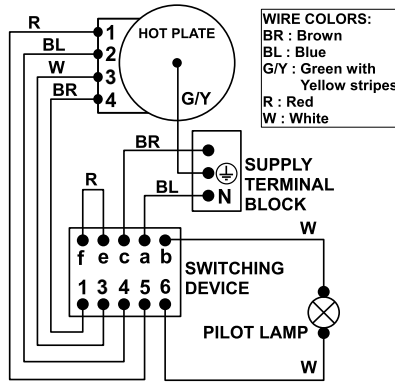 R
BL
W
BR
1
2
3
4
HOT PLATE
G/Y
WIRE COLORS:
BR : Brown
BL : Blue
G/Y : Green with
Yellow stripes
R : Red
W : White
BR
BL
N
SUPPLY
TERMINAL
BLOCK
R
f e c a b
1 3 4 5 6
SWITCHING
DEVICE
W
PILOT LAMP
W